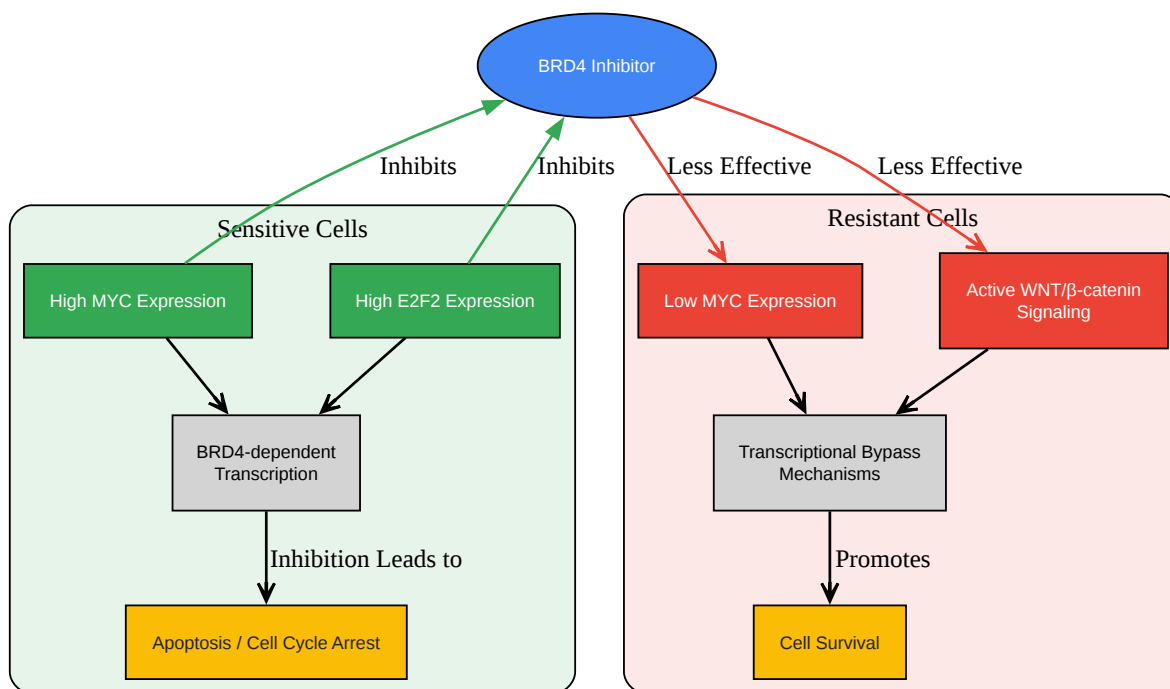 BRD4 Inhibitor
Inhibits
Inhibits
Less Effective
Less Effective
Sensitive Cells
Resistant Cells
High MYC Expression
High E2F2 Expression
Low MYC Expression
Active WNT/β-catenin
Signaling
BRD4-dependent
Transcription
Transcriptional Bypass
Mechanisms
Inhibition Leads to
Promotes
Apoptosis / Cell Cycle Arrest
Cell Survival